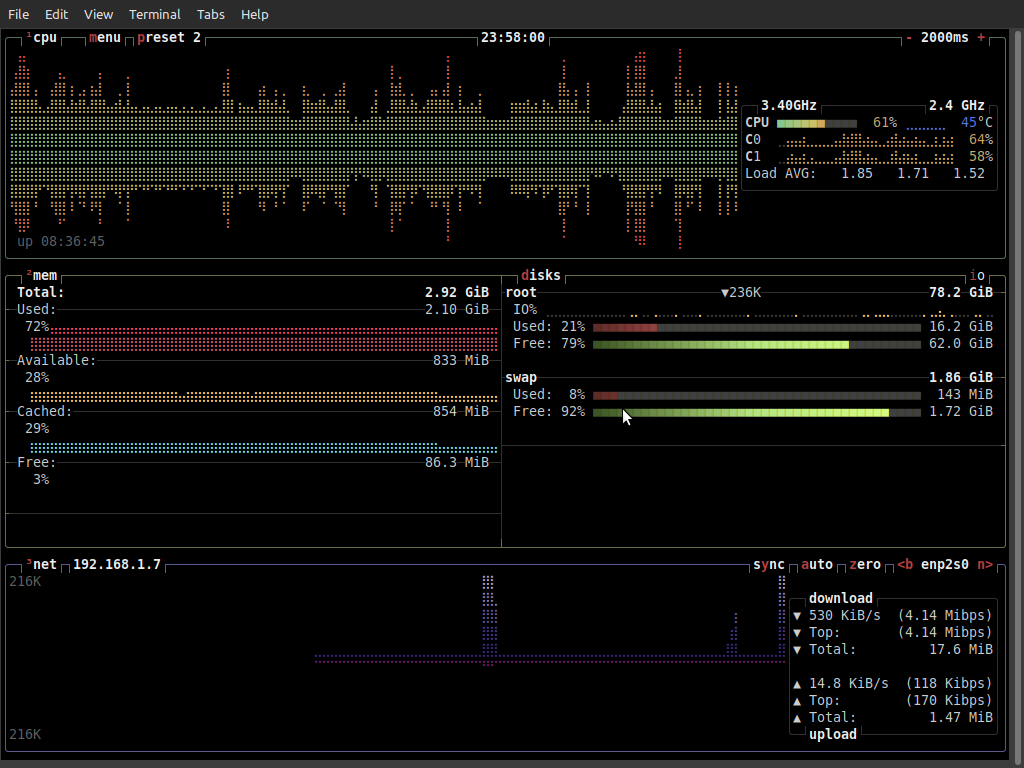 File Edit View Terminal Tabs Help
¹cpu menu preset 2 23:58:00 - 2000ms +
3.40GHz 2.4 GHz
CPU 61% 45°C
C0 64%
C1 58%
Load AVG: 1.85 1.71 1.52
up 08:36:45
²mem
Total: 2.92 GiB
Used: 2.10 GiB
72%
Available: 833 MiB
28%
Cached: 854 MiB
29%
Free: 86.3 MiB
3%
disks io
root ▼236K 78.2 GiB
IO%
Used: 21% 16.2 GiB
Free: 79% 62.0 GiB
swap 1.86 GiB
Used: 8% 143 MiB
Free: 92% 1.72 GiB
³net 192.168.1.7 sync auto zero <b enp2s0 n>
216K
download
▼ 530 KiB/s (4.14 Mibps)
▼ Top: (4.14 Mibps)
▼ Total: 17.6 MiB
▲ 14.8 KiB/s (118 Kibps)
▲ Top: (170 Kibps)
▲ Total: 1.47 MiB
upload
216K